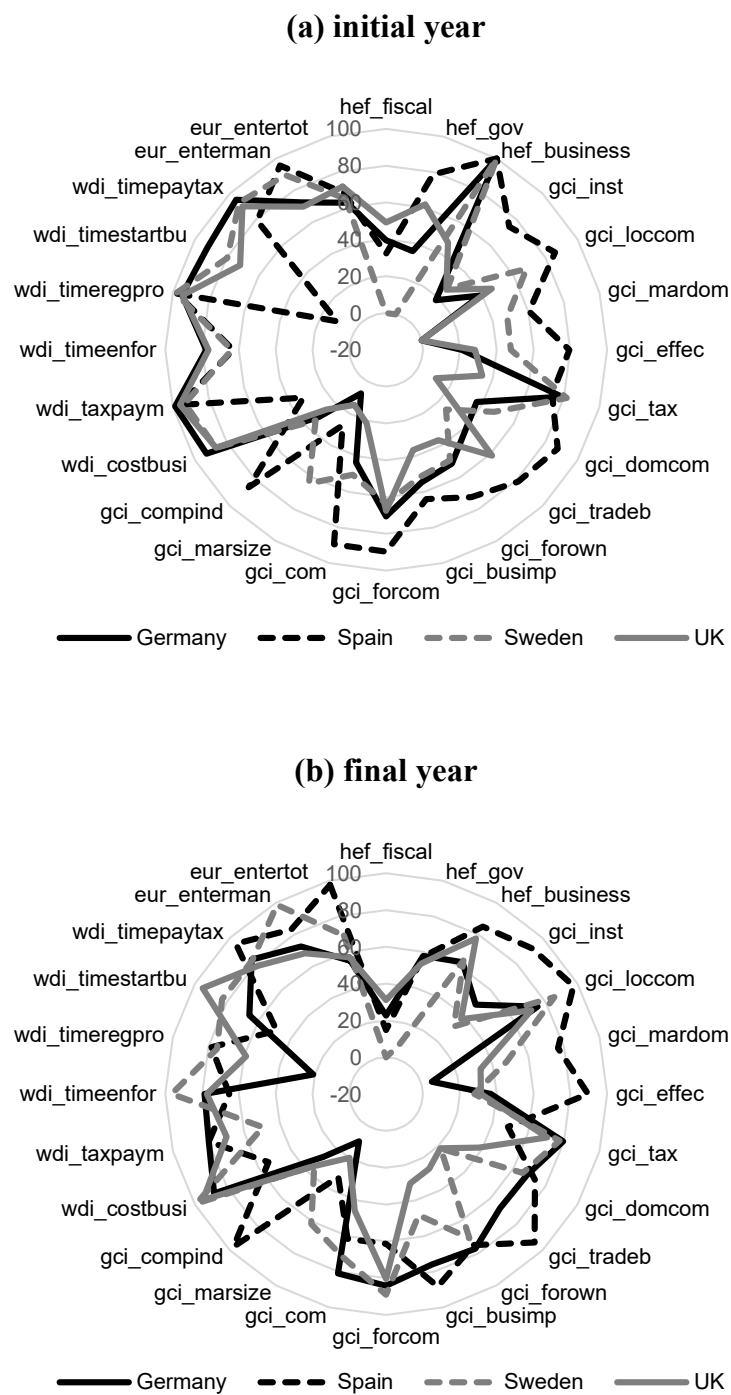 (a) initial year
hef_fiscal
eur_entertot 100 hef_gov
eur_enterman hef_business
80
wdi_timepaytax gci_inst
60
wdi_timestartbu 40 gci_loccom
20
wdi_timeregpro gci_mardom
0
wdi_timeenfor -20 gci_effec
wdi_taxpaym gci_tax
wdi_costbusi gci_domcom
gci_compind gci_tradeb
gci_marsize gci_forown
gci_com gci_busimp
gci_forcom
Germany Spain Sweden UK
(b) final year
hef_fiscal
eur_entertot 100 hef_gov
eur_enterman hef_business
80
wdi_timepaytax gci_inst
60
wdi_timestartbu 40 gci_loccom
20
wdi_timeregpro gci_mardom
0
wdi_timeenfor -20 gci_effec
wdi_taxpaym gci_tax
wdi_costbusi gci_domcom
gci_compind gci_tradeb
gci_marsize gci_forown
gci_com gci_busimp
gci_forcom
Germany Spain Sweden UK